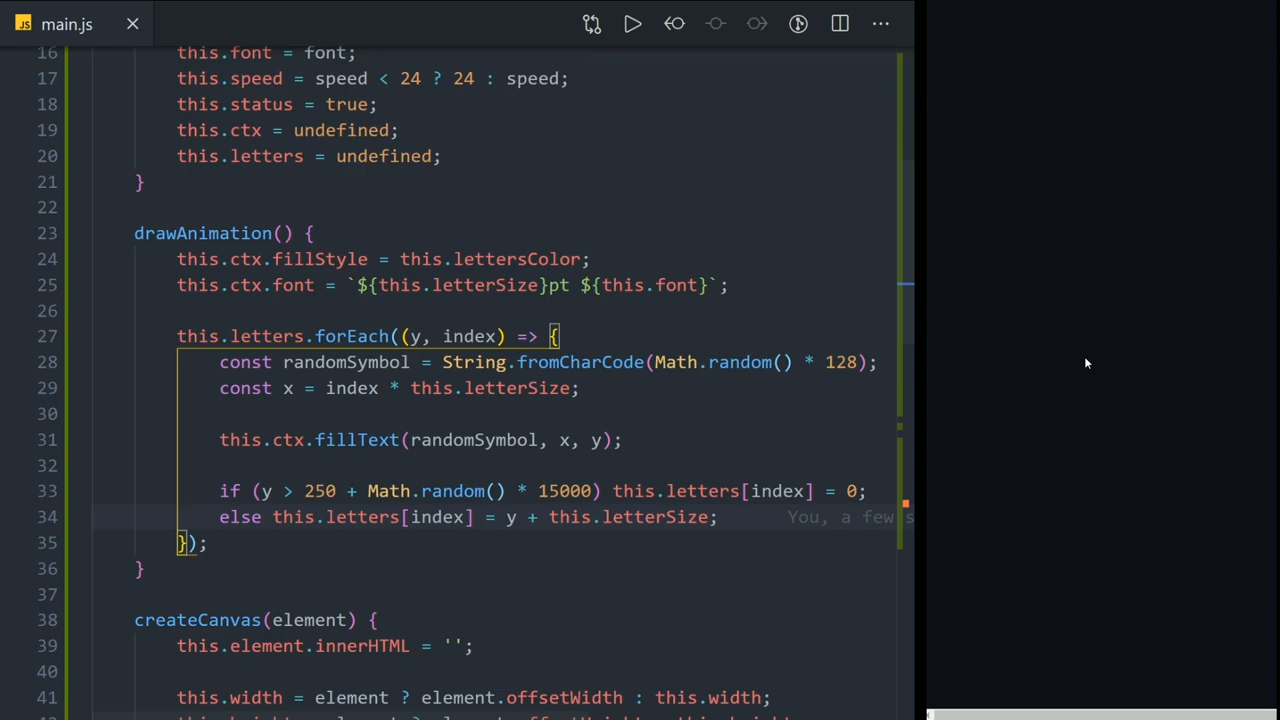 JS main.js
16 this.font = font;
17 this.speed = speed < 24 ? 24 : speed;
18 this.status = true;
19 this.ctx = undefined;
20 this.letters = undefined;
21 }
22
23 drawAnimation() {
24 this.ctx.fillStyle = this.lettersColor;
25 this.ctx.font = `${this.letterSize}pt ${this.font}`;
26
27 this.letters.forEach((y, index) => {
28 const randomSymbol = String.fromCharCode(Math.random() * 128);
29 const x = index * this.letterSize;
30
31 this.ctx.fillText(randomSymbol, x, y);
32
33 if (y > 250 + Math.random() * 15000) this.letters[index] = 0;
34 else this.letters[index] = y + this.letterSize; You, a few s
35 });
36 }
37
38 createCanvas(element) {
39 this.element.innerHTML = '';
40
41 this.width = element ? element.offsetWidth : this.width;